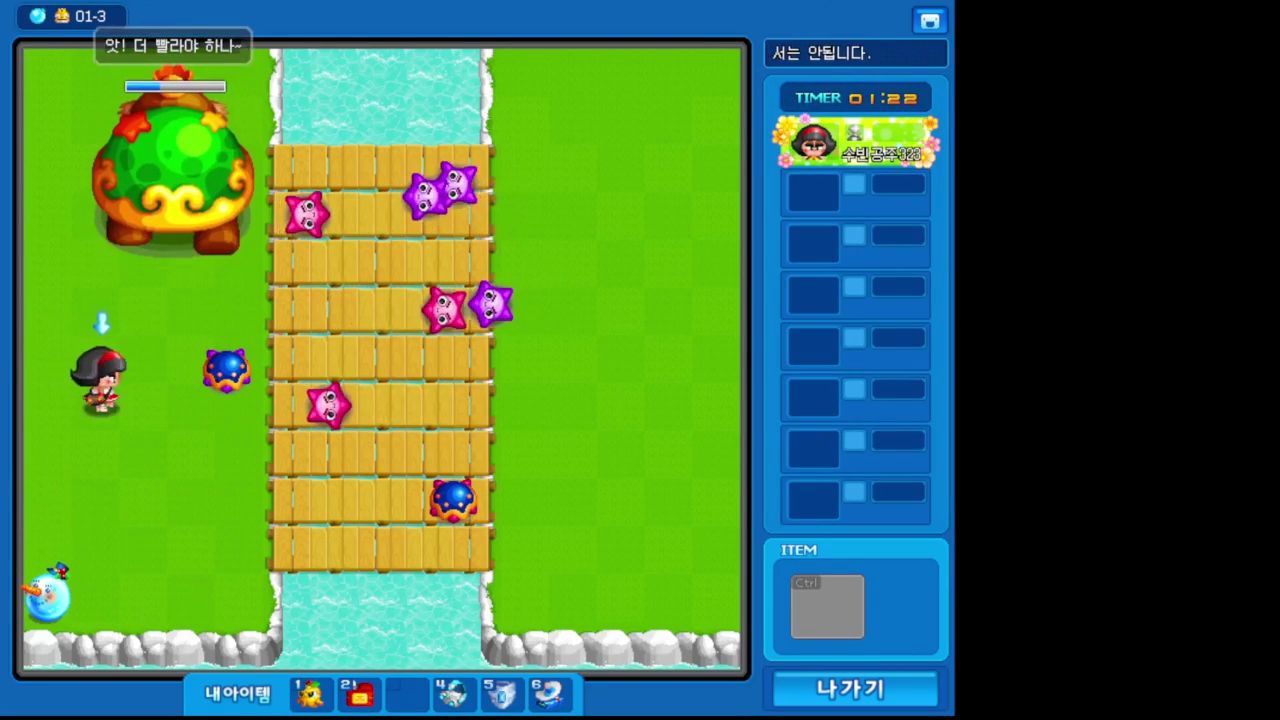 01-3
앗! 더 빨라야 하나~
서는 안됩니다.
TIMER 01:22
수빈공주323
ITEM
Ctrl
내아이템
1
2
4
5
6
나가기